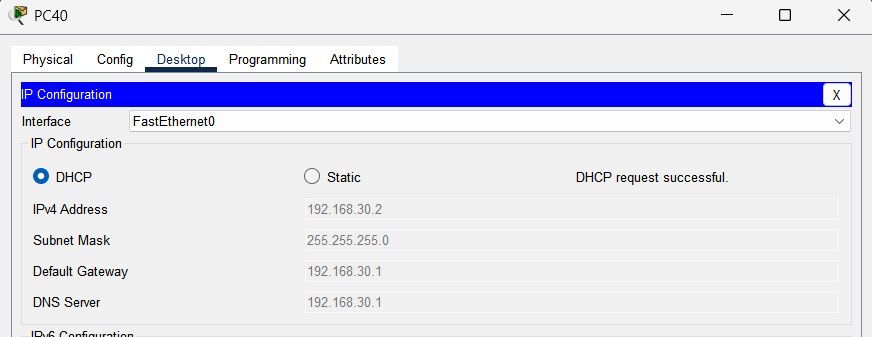 PC40
Physical Config Desktop Programming Attributes
IP Configuration X
Interface FastEthernet0
IP Configuration
DHCP Static DHCP request successful.
IPv4 Address 192.168.30.2
Subnet Mask 255.255.255.0
Default Gateway 192.168.30.1
DNS Server 192.168.30.1
IPv6 Configuration